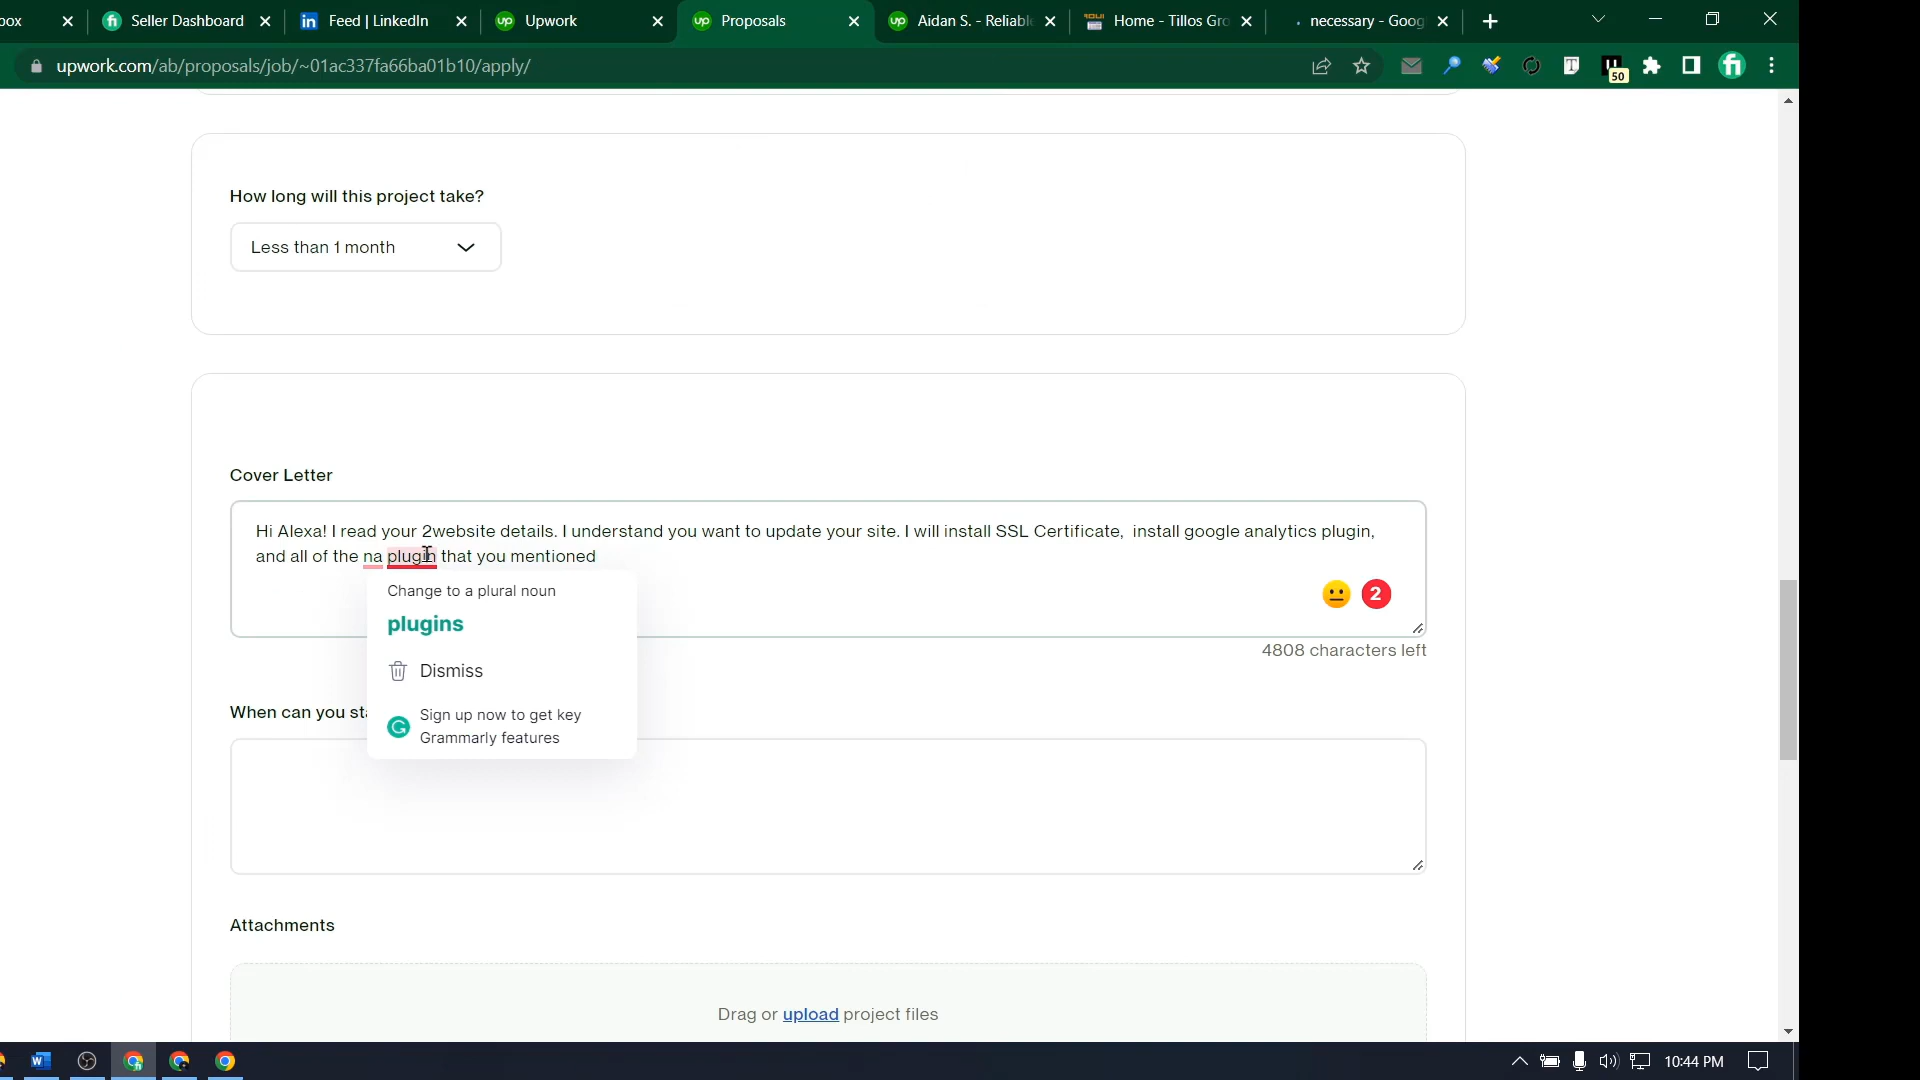 box
Seller Dashboard
Feed | LinkedIn
Upwork
Proposals
Aidan S. - Reliabl
Home - Tillos Gro
necessary - Goog
upwork.com/ab/proposals/job/~01ac337fa66ba01b10/apply/
50
How long will this project take?
Less than 1 month
Cover Letter
Hi Alexa! I read your 2website details. I understand you want to update your site. I will install SSL Certificate,  install google analytics plugin,
and all of the na plugin that you mentioned
Change to a plural noun
plugins
2
4808 characters left
Dismiss
When can you sta
Sign up now to get key
Grammarly features
Attachments
Drag or upload project files
10:44 PM